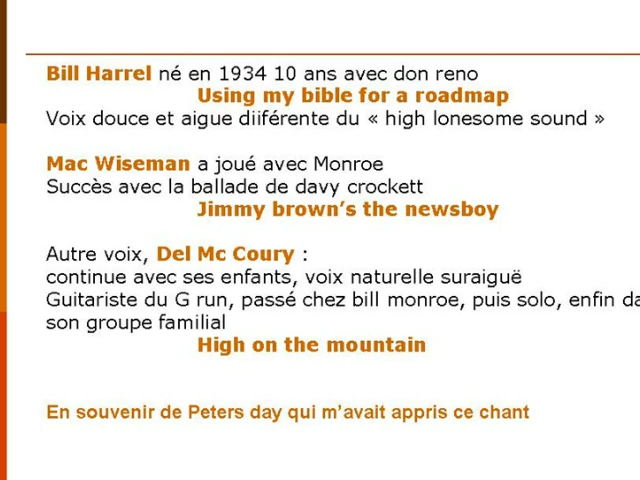 Bill Harrel né en 1934 10 ans avec don reno
Using my bible for a roadmap
Voix douce et aigue diiférente du « high lonesome sound »
Mac Wiseman a joué avec Monroe
Succès avec la ballade de davy crockett
Jimmy brown's the newsboy
Autre voix, Del Mc Coury :
continue avec ses enfants, voix naturelle suraiguë
Guitariste du G run, passé chez bill monroe, puis solo, enfin da
son groupe familial
High on the mountain
En souvenir de Peters day qui m'avait appris ce chant